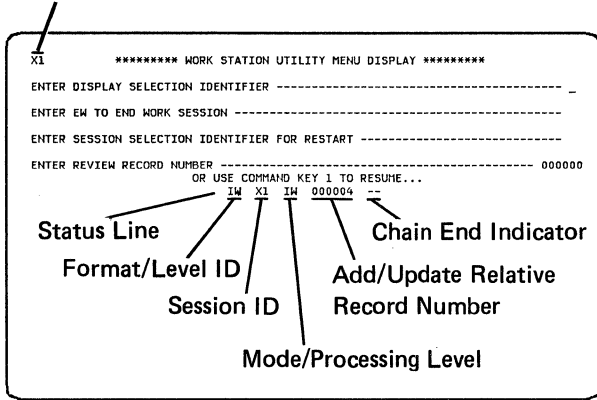 X1 ********* WORK STATION UTILITY MENU DISPLAY *********
ENTER DISPLAY SELECTION IDENTIFIER ------------------------------------ _
ENTER EW TO END WORK SESSION -----------------------------------------
ENTER SESSION SELECTION IDENTIFIER FOR RESTART -------------------------
ENTER REVIEW RECORD NUMBER --------------------------------------- 000000
OR USE COMMAND KEY 1 TO RESUME...
IW X1 IW 000004 --
Status Line
Chain End Indicator
Format/Level ID
Add/Update Relative
Record Number
Session ID
Mode/Processing Level